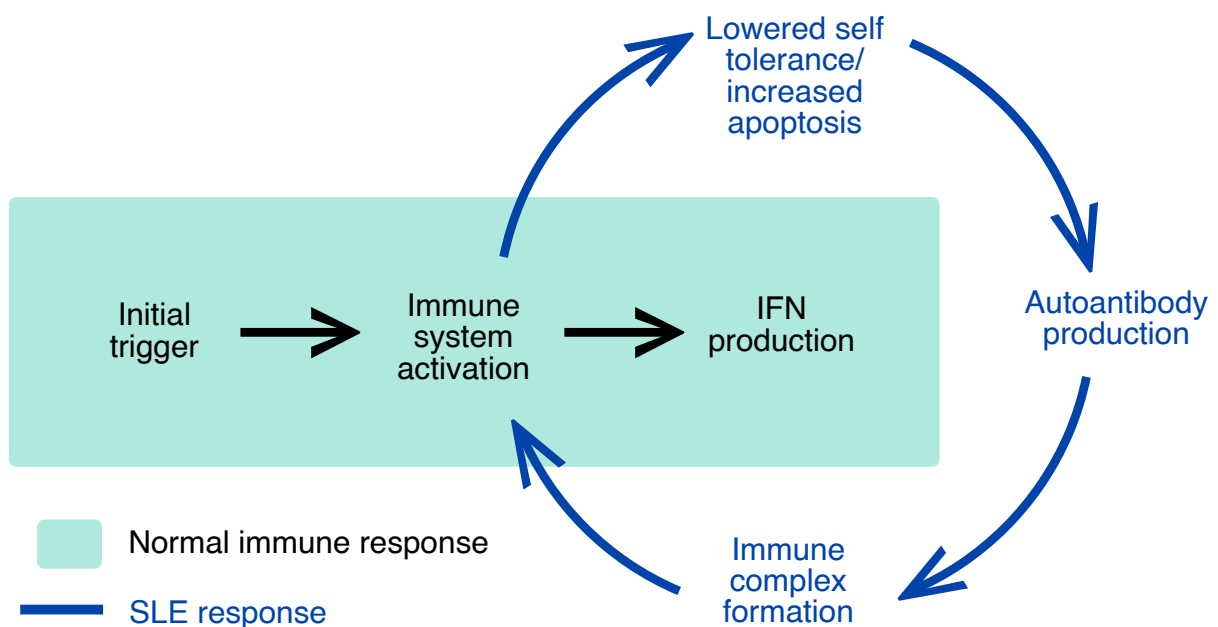 Lowered self
tolerance/
increased
apoptosis
Initial
trigger
Immune
system
activation
IFN
production
Autoantibody
production
Immune
complex
formation
Normal immune response
SLE response